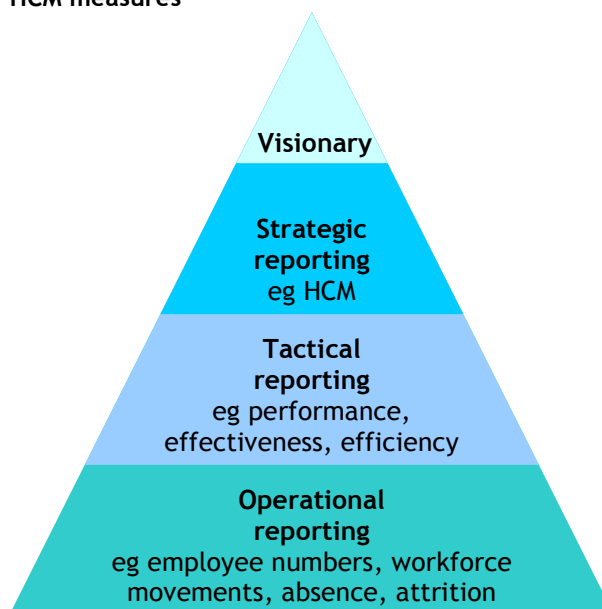 HCM measures
Visionary
Strategic
reporting
eg HCM
Tactical
reporting
eg performance,
effectiveness, efficiency
Operational
reporting
eg employee numbers, workforce
movements, absence, attrition